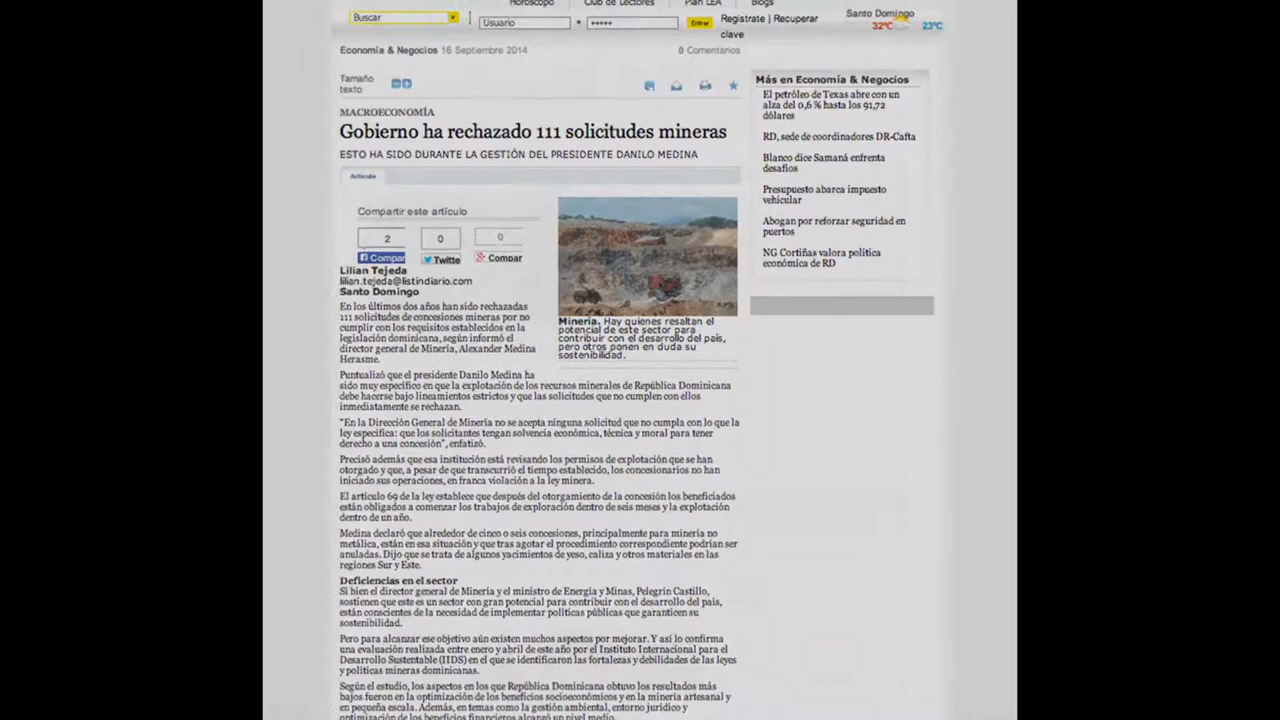 Horóscopo Club de Lectores Plan LEA Blogs
Buscar
Usuario * *****
Entrar
Registrate | Recuperar
clave
Santo Domingo
32ºC 23ºC
Economía & Negocios 16 Septiembre 2014
0 Comentarios
Tamaño
texto
MACROECONOMÍA
Gobierno ha rechazado 111 solicitudes mineras
ESTO HA SIDO DURANTE LA GESTIÓN DEL PRESIDENTE DANILO MEDINA
Artículo
Compartir este artículo
2 0 0
Compar Twitte Compar
Lilian Tejeda
lilian.tejeda@listindiario.com
Santo Domingo
En los últimos dos años han sido rechazadas
111 solicitudes de concesiones mineras por no
cumplir con los requisitos establecidos en la
legislación dominicana, según informó el
director general de Minería, Alexander Medina
Herasme.
Minería. Hay quienes resaltan el
potencial de este sector para
contribuir con el desarrollo del país,
pero otros ponen en duda su
sostenibilidad.
Puntualizó que el presidente Danilo Medina ha
sido muy específico en que la explotación de los recursos minerales de República Dominicana
debe hacerse bajo lineamientos estrictos y que las solicitudes que no cumplen con ellos
inmediatamente se rechazan.
"En la Dirección General de Minería no se acepta ninguna solicitud que no cumpla con lo que la
ley especifica: que los solicitantes tengan solvencia económica, técnica y moral para tener
derecho a una concesión", enfatizó.
Precisó además que esa institución está revisando los permisos de explotación que se han
otorgado y que, a pesar de que transcurrió el tiempo establecido, los concesionarios no han
iniciado sus operaciones, en franca violación a la ley minera.
El artículo 69 de la ley establece que después del otorgamiento de la concesión los beneficiados
están obligados a comenzar los trabajos de exploración dentro de seis meses y la explotación
dentro de un año.
Medina declaró que alrededor de cinco o seis concesiones, principalmente para minería no
metálica, están en esa situación y que tras agotar el procedimiento correspondiente podrían ser
anuladas. Dijo que se trata de algunos yacimientos de yeso, caliza y otros materiales en las
regiones Sur y Este.
Deficiencias en el sector
Si bien el director general de Minería y el ministro de Energía y Minas, Pelegrín Castillo,
sostienen que este es un sector con gran potencial para contribuir con el desarrollo del país,
están conscientes de la necesidad de implementar políticas públicas que garanticen su
sostenibilidad.
Pero para alcanzar ese objetivo aún existen muchos aspectos por mejorar. Y así lo confirma
una evaluación realizada entre enero y abril de este año por el Instituto Internacional para el
Desarrollo Sustentable (IIDS) en el que se identificaron las fortalezas y debilidades de las leyes
y políticas mineras dominicanas.
Según el estudio, los aspectos en los que República Dominicana obtuvo los resultados más
bajos fueron en la optimización de los beneficios socioeconómicos y en la minería artesanal y
en pequeña escala. Además, en temas como la gestión ambiental, entorno jurídico y
optimización de los beneficios financieros alcanzó un nivel medio.
Más en Economía & Negocios
El petróleo de Texas abre con un
alza del 0,6 % hasta los 91,72
dólares
RD, sede de coordinadores DR-Cafta
Blanco dice Samaná enfrenta
desafíos
Presupuesto abarca impuesto
vehicular
Abogan por reforzar seguridad en
puertos
NG Cortiñas valora política
económica de RD